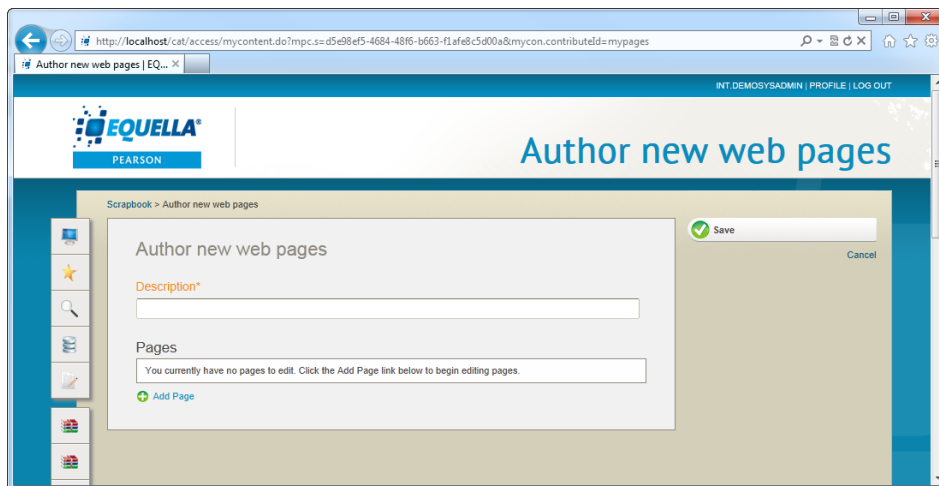 http://localhost/cat/access/mycontent.do?mpc.s=d5e98ef5-4684-48f6-b663-f1afe8c5d00a&mycon.contributeId=mypages
Author new web pages | EQ...
INT.DEMOSYSADMIN | PROFILE | LOG OUT
EQUELLA®
PEARSON
Author new web pages
Scrapbook > Author new web pages
Author new web pages
Save
Cancel
Description*
Pages
You currently have no pages to edit. Click the Add Page link below to begin editing pages.
Add Page